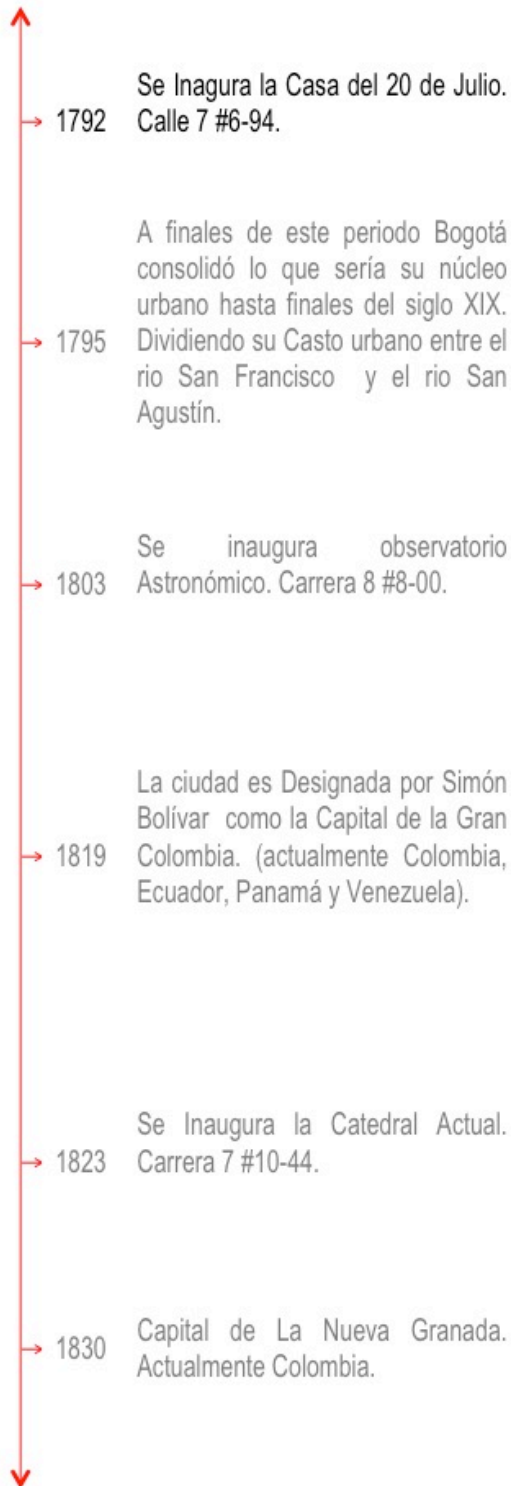 Se Inagura la Casa del 20 de Julio.
1792 Calle 7 #6-94.
A finales de este periodo Bogotá
consolidó lo que sería su núcleo
urbano hasta finales del siglo XIX.
1795 Dividiendo su Casto urbano entre el
rio San Francisco y el rio San
Agustín.
Se inaugura observatorio
1803 Astronómico. Carrera 8 #8-00.
La ciudad es Designada por Simón
Bolívar como la Capital de la Gran
1819 Colombia. (actualmente Colombia,
Ecuador, Panamá y Venezuela).
Se Inaugura la Catedral Actual.
1823 Carrera 7 #10-44.
Capital de La Nueva Granada.
1830 Actualmente Colombia.